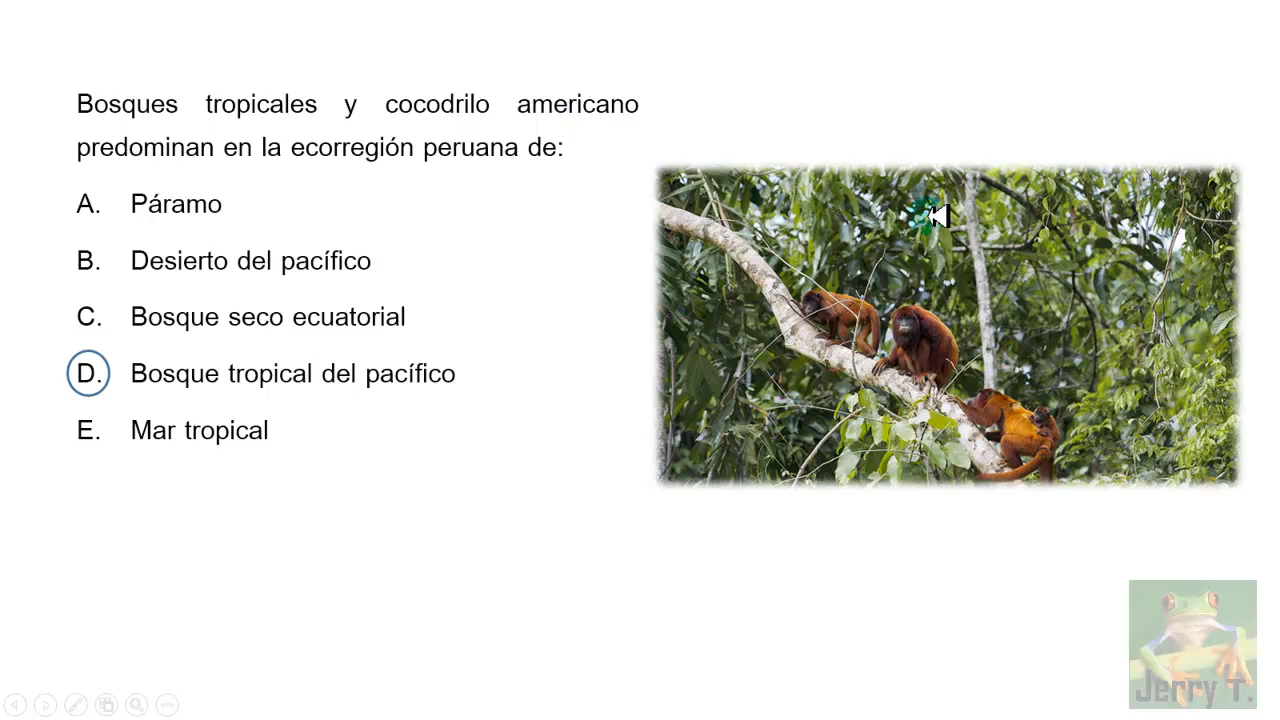 Bosques tropicales y cocodrilo americano
predominan en la ecorregión peruana de:
A. Páramo
B. Desierto del pacífico
C. Bosque seco ecuatorial
D. Bosque tropical del pacífico
E. Mar tropical
Jerry T.